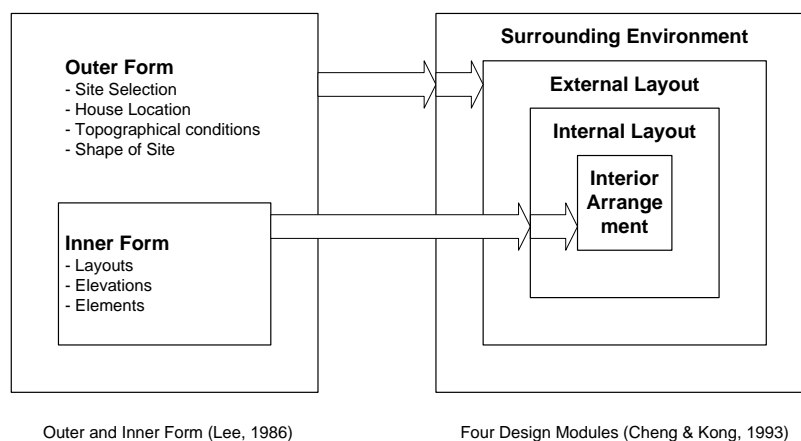 Outer Form
- Site Selection
- House Location
- Topographical conditions
- Shape of Site
Inner Form
- Layouts
- Elevations
- Elements
Surrounding Environment
External Layout
Internal Layout
Interior
Arrange
ment
Outer and Inner Form (Lee, 1986)
Four Design Modules (Cheng & Kong, 1993)